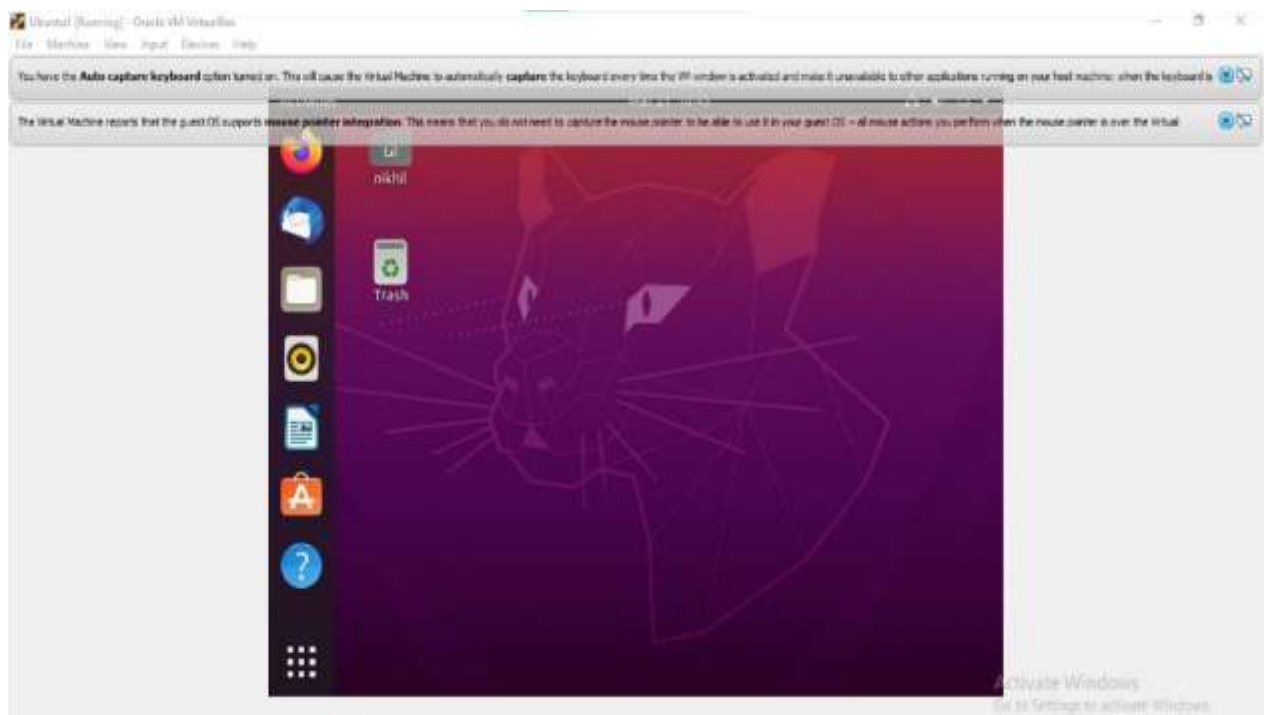 Ubuntu1 [Running] - Oracle VM VirtualBox
File Machine View Input Devices Help
You have the Auto capture keyboard option turned on. This will cause the Virtual Machine to automatically capture the keyboard every time the VM window is activated and make it unavailable to other applications running on your host machine: when the keyboard is
The Virtual Machine reports that the guest OS supports mouse pointer integration. This means that you do not need to capture the mouse pointer to be able to use it in your guest OS -- all mouse actions you perform when the mouse pointer is over the Virtual
nikhil
Trash
Activate Windows
Go to Settings to activate Windows.